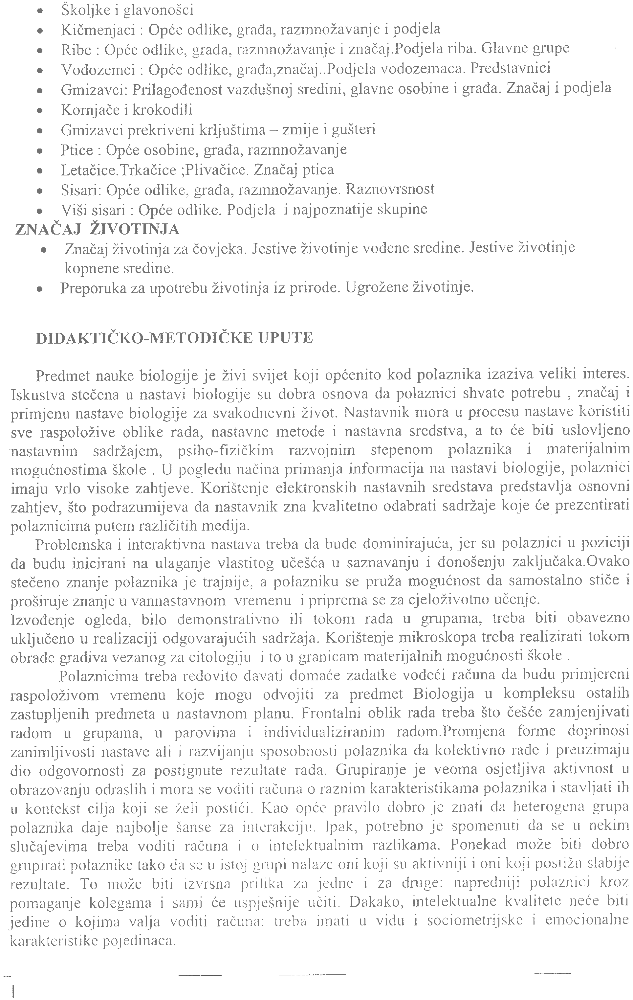 • Školjke i glavonošci
• Kičmenjaci : Opće odlike, građa, razmnožavanje i podjela
• Ribe : Opće odlike, građa, razmnožavanje i značaj.Podjela riba. Glavne grupe
• Vodozemci : Opće odlike, građa,značaj..Podjela vodozemaca. Predstavnici
• Gmizavci: Prilagođenost vazdušnoj sredini, glavne osobine i građa. Značaj i podjela
• Kornjače i krokodili
• Gmizavci prekriveni krljuštima – zmije i gušteri
• Ptice : Opće osobine, građa, razmnožavanje
• Letačice.Trkačice ;Plivačice. Značaj ptica
• Sisari: Opće odlike, građa, razmnožavanje. Raznovrsnost
• Viši sisari : Opće odlike. Podjela i najpoznatije skupine
ZNAČAJ ŽIVOTINJA
• Značaj životinja za čovjeka. Jestive životinje vodene sredine. Jestive životinje
kopnene sredine.
• Preporuka za upotrebu životinja iz prirode. Ugrožene životinje.
DIDAKTIČKO-METODIČKE UPUTE
Predmet nauke biologije je živi svijet koji općenito kod polaznika izaziva veliki interes.
Iskustva stečena u nastavi biologije su dobra osnova da polaznici shvate potrebu , značaj i
primjenu nastave biologije za svakodnevni život. Nastavnik mora u procesu nastave koristiti
sve raspoložive oblike rada, nastavne metode i nastavna sredstva, a to će biti uslovljeno
nastavnim sadržajem, psiho-fizičkim razvojnim stepenom polaznika i materijalnim
mogućnostima škole . U pogledu načina primanja informacija na nastavi biologije, polaznici
imaju vrlo visoke zahtjeve. Korištenje elektronskih nastavnih sredstava predstavlja osnovni
zahtjev, što podrazumijeva da nastavnik zna kvalitetno odabrati sadržaje koje će prezentirati
polaznicima putem različitih medija.
Problemska i interaktivna nastava treba da bude dominirajuća, jer su polaznici u poziciji
da budu inicirani na ulaganje vlastitog učešća u saznavanju i donošenju zaključaka.Ovako
stečeno znanje polaznika je trajnije, a polazniku se pruža mogućnost da samostalno stiče i
proširuje znanje u vannastavnom vremenu i priprema se za cjeloživotno učenje.
Izvođenje ogleda, bilo demonstrativno ili tokom rada u grupama, treba biti obavezno
uključeno u realizaciji odgovarajućih sadržaja. Korištenje mikroskopa treba realizirati tokom
obrade gradiva vezanog za citologiju i to u granicam materijalnih mogućnosti škole .
Polaznicima treba redovito davati domaće zadatke vodeći računa da budu primjereni
raspoloživom vremenu koje mogu odvojiti za predmet Biologija u kompleksu ostalih
zastupljenih predmeta u nastavnom planu. Frontalni oblik rada treba što češće zamjenjivati
radom u grupama, u parovima i individualiziranim radom.Promjena forme doprinosi
zanimljivosti nastave ali i razvijanju sposobnosti polaznika da kolektivno rade i preuzimaju
dio odgovornosti za postignute rezultate rada. Grupiranje je veoma osjetljiva aktivnost u
obrazovanju odraslih i mora se voditi računa o raznim karakteristikama polaznika i stavljati ih
u kontekst cilja koji se želi postići. Kao opće pravilo dobro je znati da heterogena grupa
polaznika daje najbolje šanse za interakciju. Ipak, potrebno je spomenuti da se u nekim
slučajevima treba voditi računa i o intelektualnim razlikama. Ponekad može biti dobro
grupirati polaznike tako da se u istoj grupi nalaze oni koji su aktivniji i oni koji postižu slabije
rezultate. To može biti izvrsna prilika za jedne i za druge: napredniji polaznici kroz
pomaganje kolegama i sami će uspješnije učiti. Dakako, intelektualne kvalitete neće biti
jedine o kojima valja voditi računa: treba imati u vidu i sociometrijske i emocionalne
karakteristike pojedinaca.